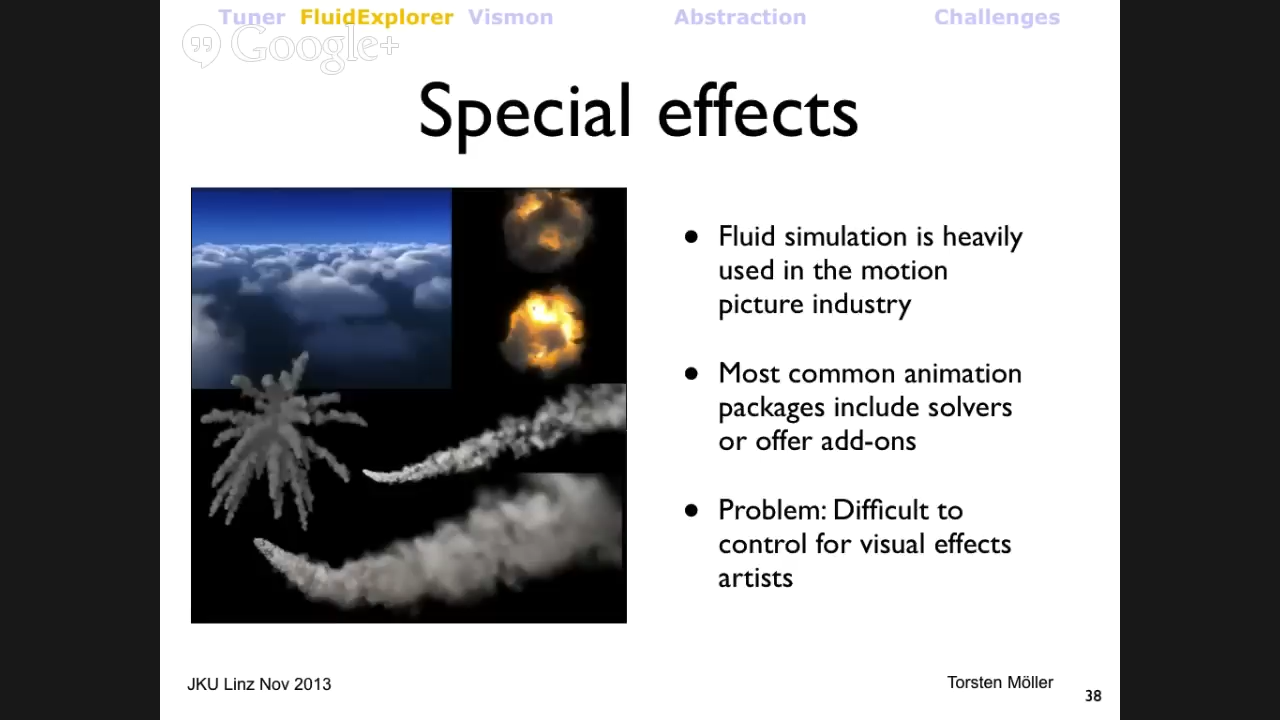 Tuner FluidExplorer Vismon Abstraction Challenges
Google+
Special effects
• Fluid simulation is heavily
used in the motion
picture industry
• Most common animation
packages include solvers
or offer add-ons
• Problem: Difficult to
control for visual effects
artists
JKU Linz Nov 2013
Torsten Möller
38